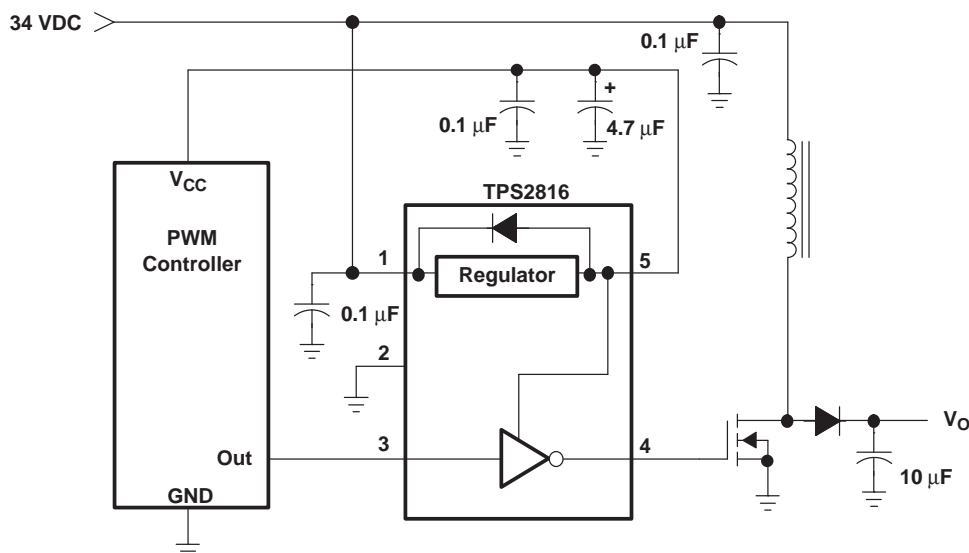 34 VDC
0.1 μF
+
0.1 μF
4.7 μF
VCC
TPS2816
PWM
Controller
1
Regulator
5
0.1 μF
2
Out
3
4
VO
GND
10 μF